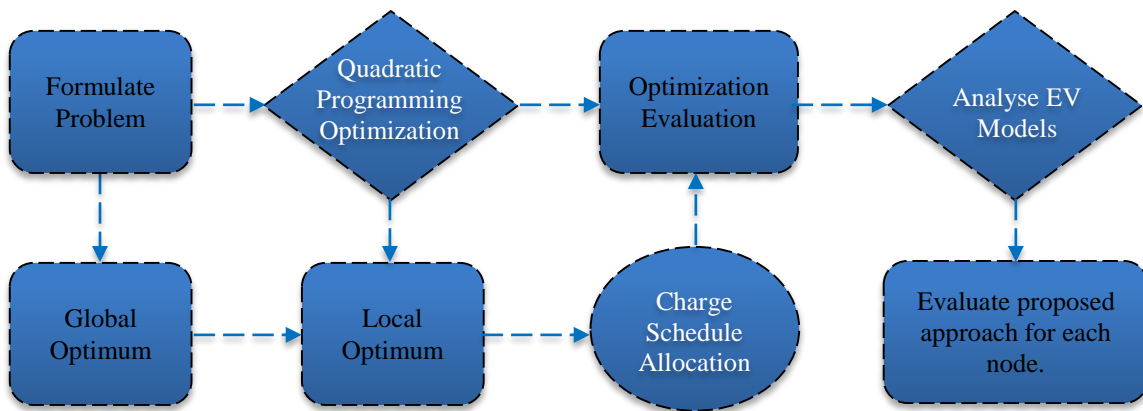 Formulate
Problem
Quadratic
Programming
Optimization
Optimization
Evaluation
Analyse EV
Models
Global
Optimum
Local
Optimum
Charge
Schedule
Allocation
Evaluate proposed
approach for each
node.